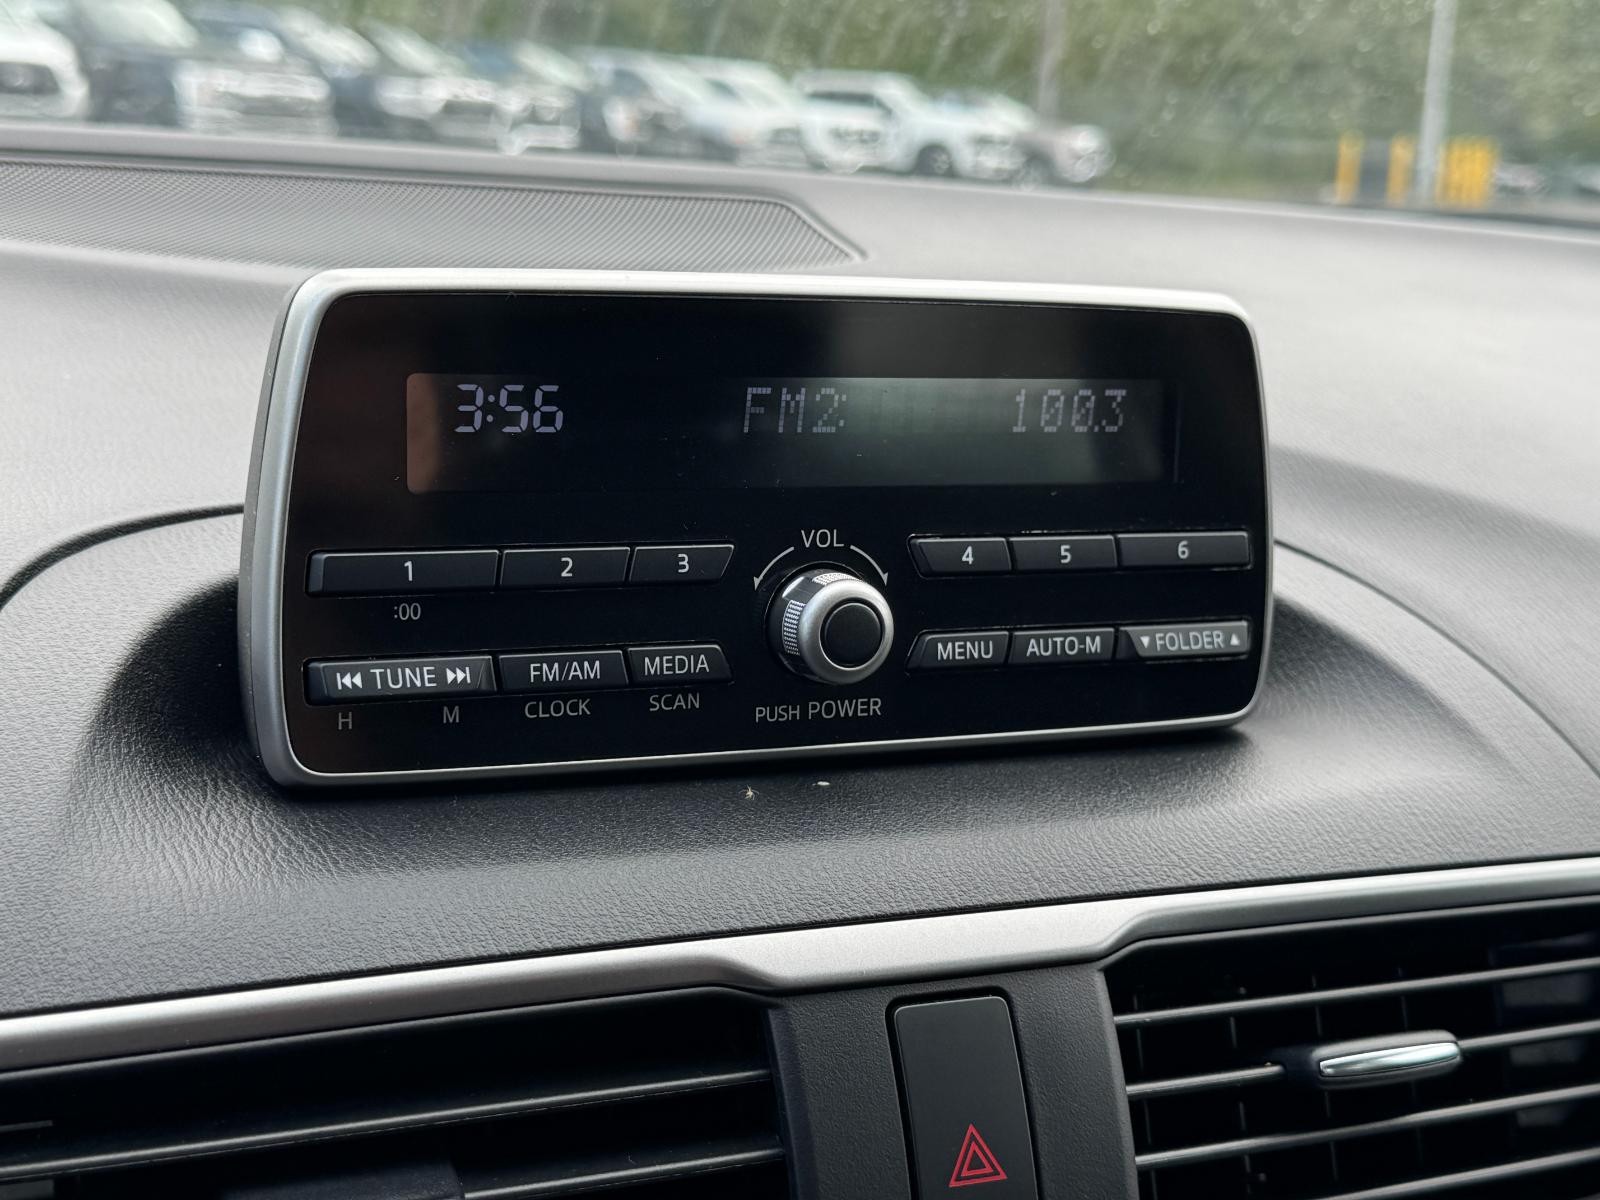 3:56 FM2: 100.3
VOL
1 2 3 4 5 6
:00
TUNE FM/AM MEDIA MENU AUTO-M FOLDER
H M CLOCK SCAN
PUSH POWER